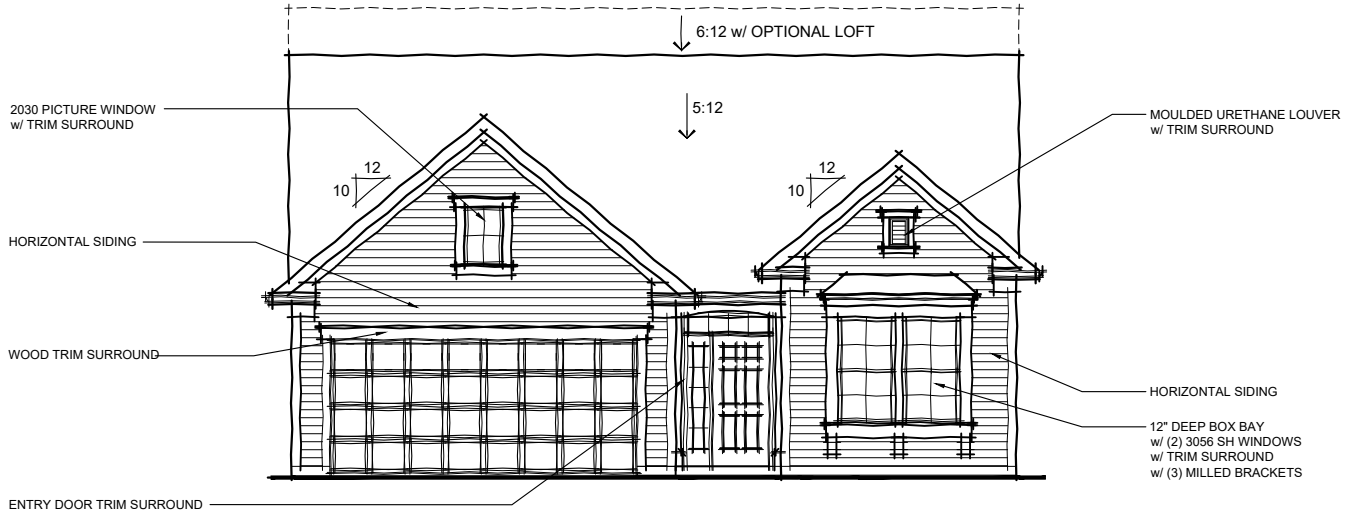 6:12 w/ OPTIONAL LOFT
5:12
2030 PICTURE WINDOW
w/ TRIM SURROUND
MOULDED URETHANE LOUVER
w/ TRIM SURROUND
12
10
12
10
HORIZONTAL SIDING
WOOD TRIM SURROUND
HORIZONTAL SIDING
12" DEEP BOX BAY
w/ (2) 3056 SH WINDOWS
w/ TRIM SURROUND
w/ (3) MILLED BRACKETS
ENTRY DOOR TRIM SURROUND